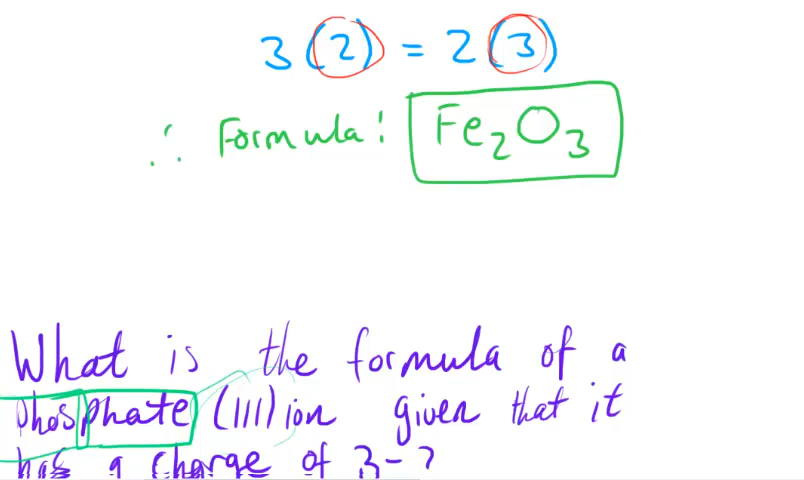 3(2) = 2(3)
∴ Formula: Fe₂O₃
What is the formula of a
phosphate (III) ion given that it
has a charge of 3-?